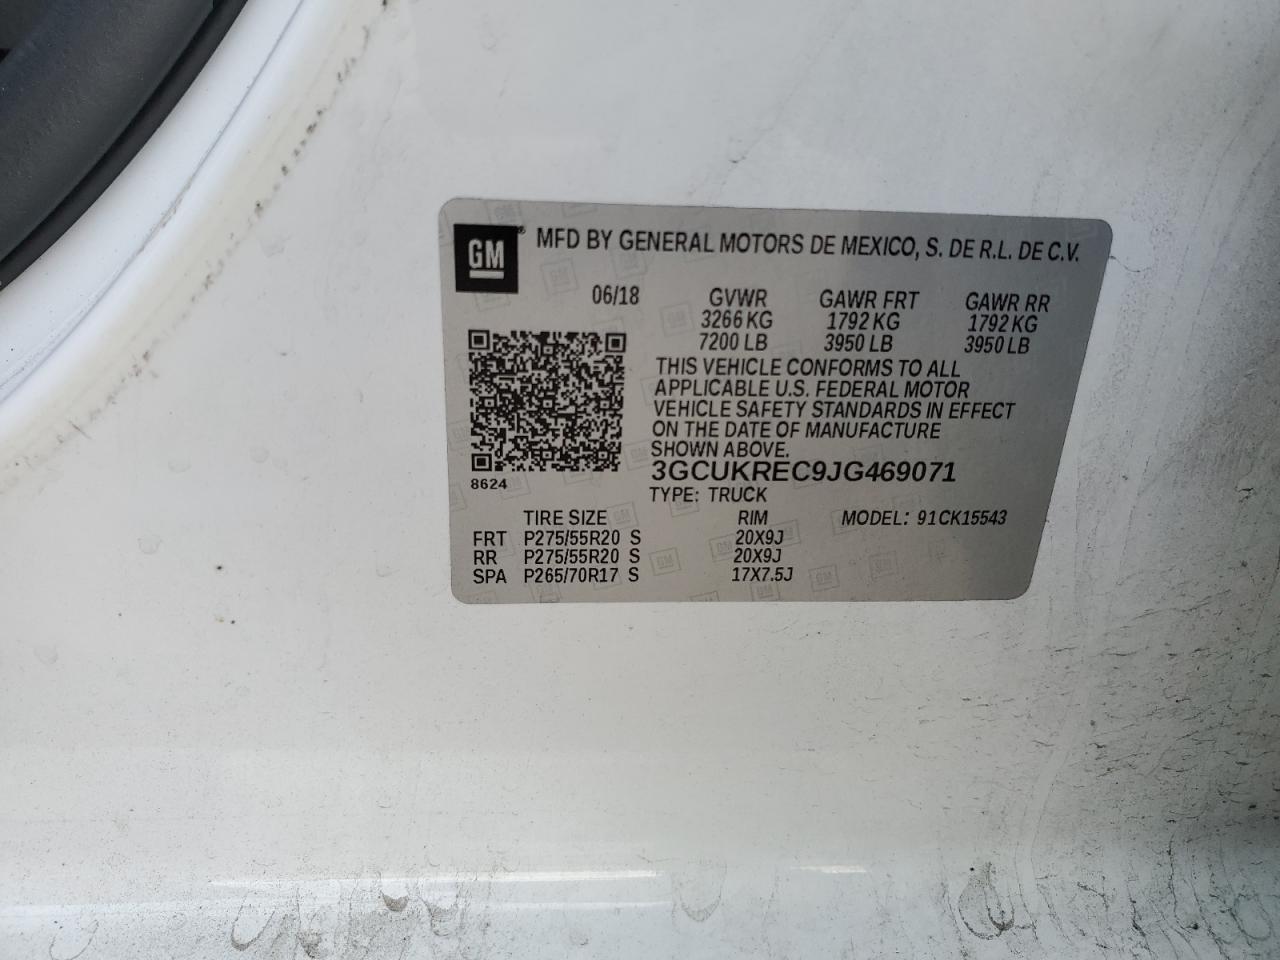 GM® MFD BY GENERAL MOTORS DE MEXICO, S. DE R.L. DE C.V.
06/18 GVWR GAWR FRT GAWR RR
3266 KG 1792 KG 1792 KG
7200 LB 3950 LB 3950 LB
THIS VEHICLE CONFORMS TO ALL
APPLICABLE U.S. FEDERAL MOTOR
VEHICLE SAFETY STANDARDS IN EFFECT
ON THE DATE OF MANUFACTURE
SHOWN ABOVE.
3GCUKREC9JG469071
8624
TYPE: TRUCK
TIRE SIZE RIM MODEL: 91CK15543
FRT P275/55R20 S 20X9J
RR P275/55R20 S 20X9J
SPA P265/70R17 S 17X7.5J